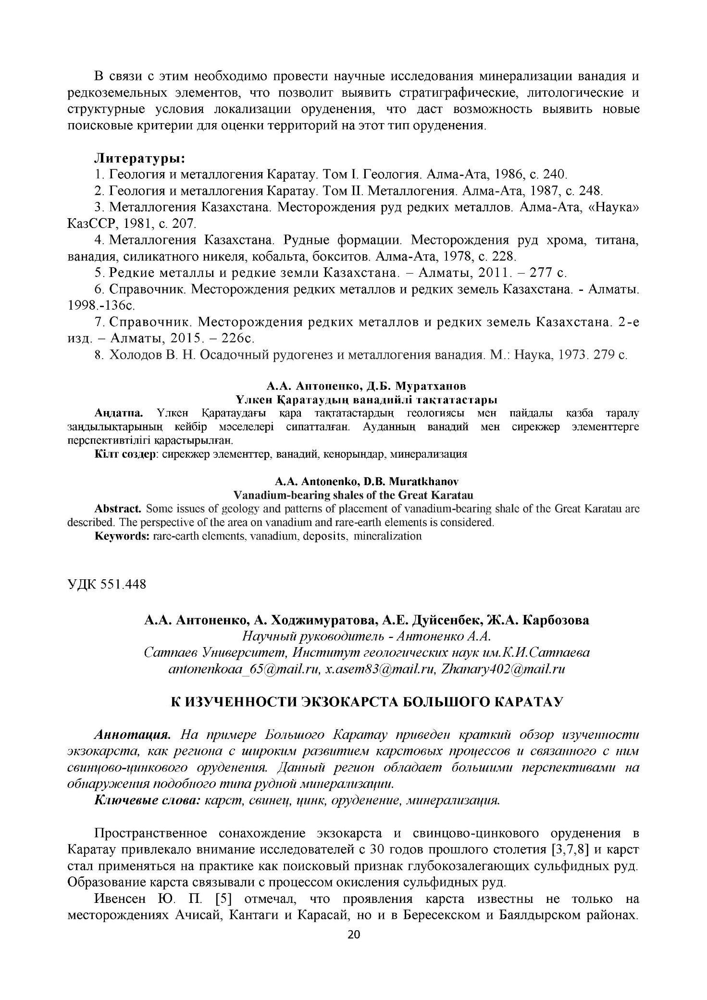 В связи с этим необходимо провести научные исследования минерализации ванадия и
редкоземельных элементов, что позволит выявить стратиграфические, литологические и
структурные условия локализации оруденения, что даст возможность выявить новые
поисковые критерии для оценки территорий на этот тип оруденения.
Литературы:
1. Геология и металлогения Каратау. Том I. Геология. Алма-Ата, 1986, с. 240.
2. Геология и металлогения Каратау. Том II. Металлогения. Алма-Ата, 1987, с. 248.
3. Металлогения Казахстана. Месторождения руд редких металлов. Алма-Ата, «Наука»
КазССР, 1981, с. 207.
4. Металлогения Казахстана. Рудные формации. Месторождения руд хрома, титана,
ванадия, силикатного никеля, кобальта, бокситов. Алма-Ата, 1978, с. 228.
5. Редкие металлы и редкие земли Казахстана. – Алматы, 2011. – 277 с.
6. Справочник. Месторождения редких металлов и редких земель Казахстана. - Алматы.
1998.-136с.
7. Справочник. Месторождения редких металлов и редких земель Казахстана. 2-е
изд. – Алматы, 2015. – 226с.
8. Холодов В. Н. Осадочный рудогенез и металлогения ванадия. М.: Наука, 1973. 279 с.
А.А. Антоненко, Д.Б. Муратханов
Үлкен Қаратаудың ванадийлі тақтатастары
Аңдатпа. Үлкен Қаратаудағы қара тақтатастардың геологиясы мен пайдалы қазба таралу
заңдылықтарының кейбір мәселелері сипатталған. Ауданның ванадий мен сирекжер элементтерге
перспективтілігі қарастырылған.
Кілт сөздер: сирекжер элементтер, ванадий, кенорындар, минерализация
A.A. Antonenko, D.B. Muratkhanov
Vanadium-bearing shales of the Great Karatau
Abstract. Some issues of geology and patterns of placement of vanadium-bearing shale of the Great Karatau are
described. The perspective of the area on vanadium and rare-earth elements is considered.
Keywords: rare-earth elements, vanadium, deposits, mineralization
УДК 551.448
А.А. Антоненко, А. Ходжимуратова, А.Е. Дуйсенбек, Ж.А. Карбозова
Научный руководитель - Антоненко А.А.
Сатпаев Университет, Институт геологических наук им.К.И.Сатпаева
antonenkoaa_65@mail.ru, x.asem83@mail.ru, Zhanary402@mail.ru
К ИЗУЧЕННОСТИ ЭКЗОКАРСТА БОЛЬШОГО КАРАТАУ
Аннотация. На примере Большого Каратау приведен краткий обзор изученности
экзокарста, как региона с широким развитием карстовых процессов и связанного с ним
свинцово-цинкового оруденения. Данный регион обладает большими перспективами на
обнаружения подобного типа рудной минерализации.
Ключевые слова: карст, свинец, цинк, оруденение, минерализация.
Пространственное сонахождение экзокарста и свинцово-цинкового оруденения в
Каратау привлекало внимание исследователей с 30 годов прошлого столетия [3,7,8] и карст
стал применяться на практике как поисковый признак глубокозалегающих сульфидных руд.
Образование карста связывали с процессом окисления сульфидных руд.
Ивенсен Ю. П. [5] отмечал, что проявления карста известны не только на
месторождениях Ачисай, Кантаги и Карасай, но и в Бересекском и Баялдырском районах.
20